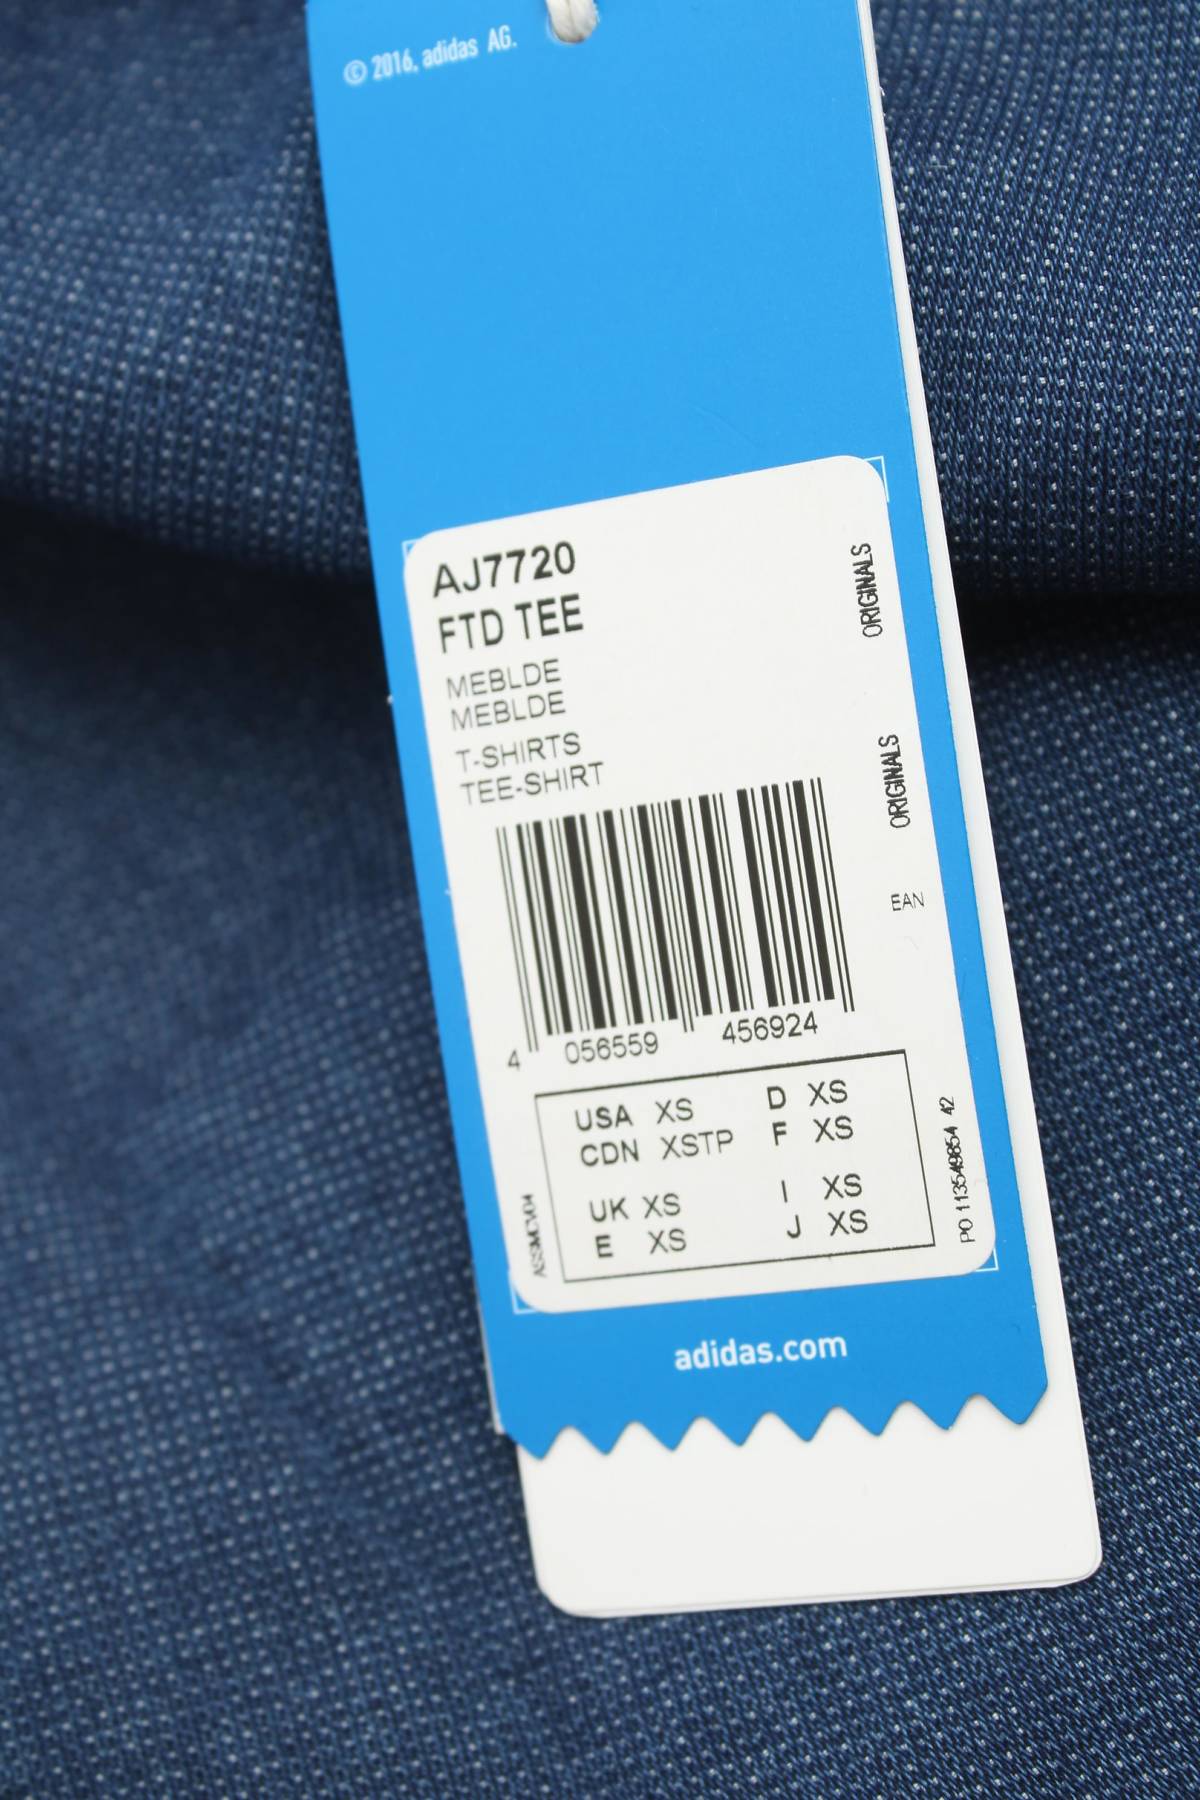 © 2016, adidas AG.
AJ7720
FTD TEE
MEBLDE
MEBLDE
T-SHIRTS
TEE-SHIRT
ORIGINALS
ORIGINALS
EAN
4 056559 456924
USA XS D XS
CDN XSTP F XS
UK XS I XS
E XS J XS
PO 113549854 42
adidas.com